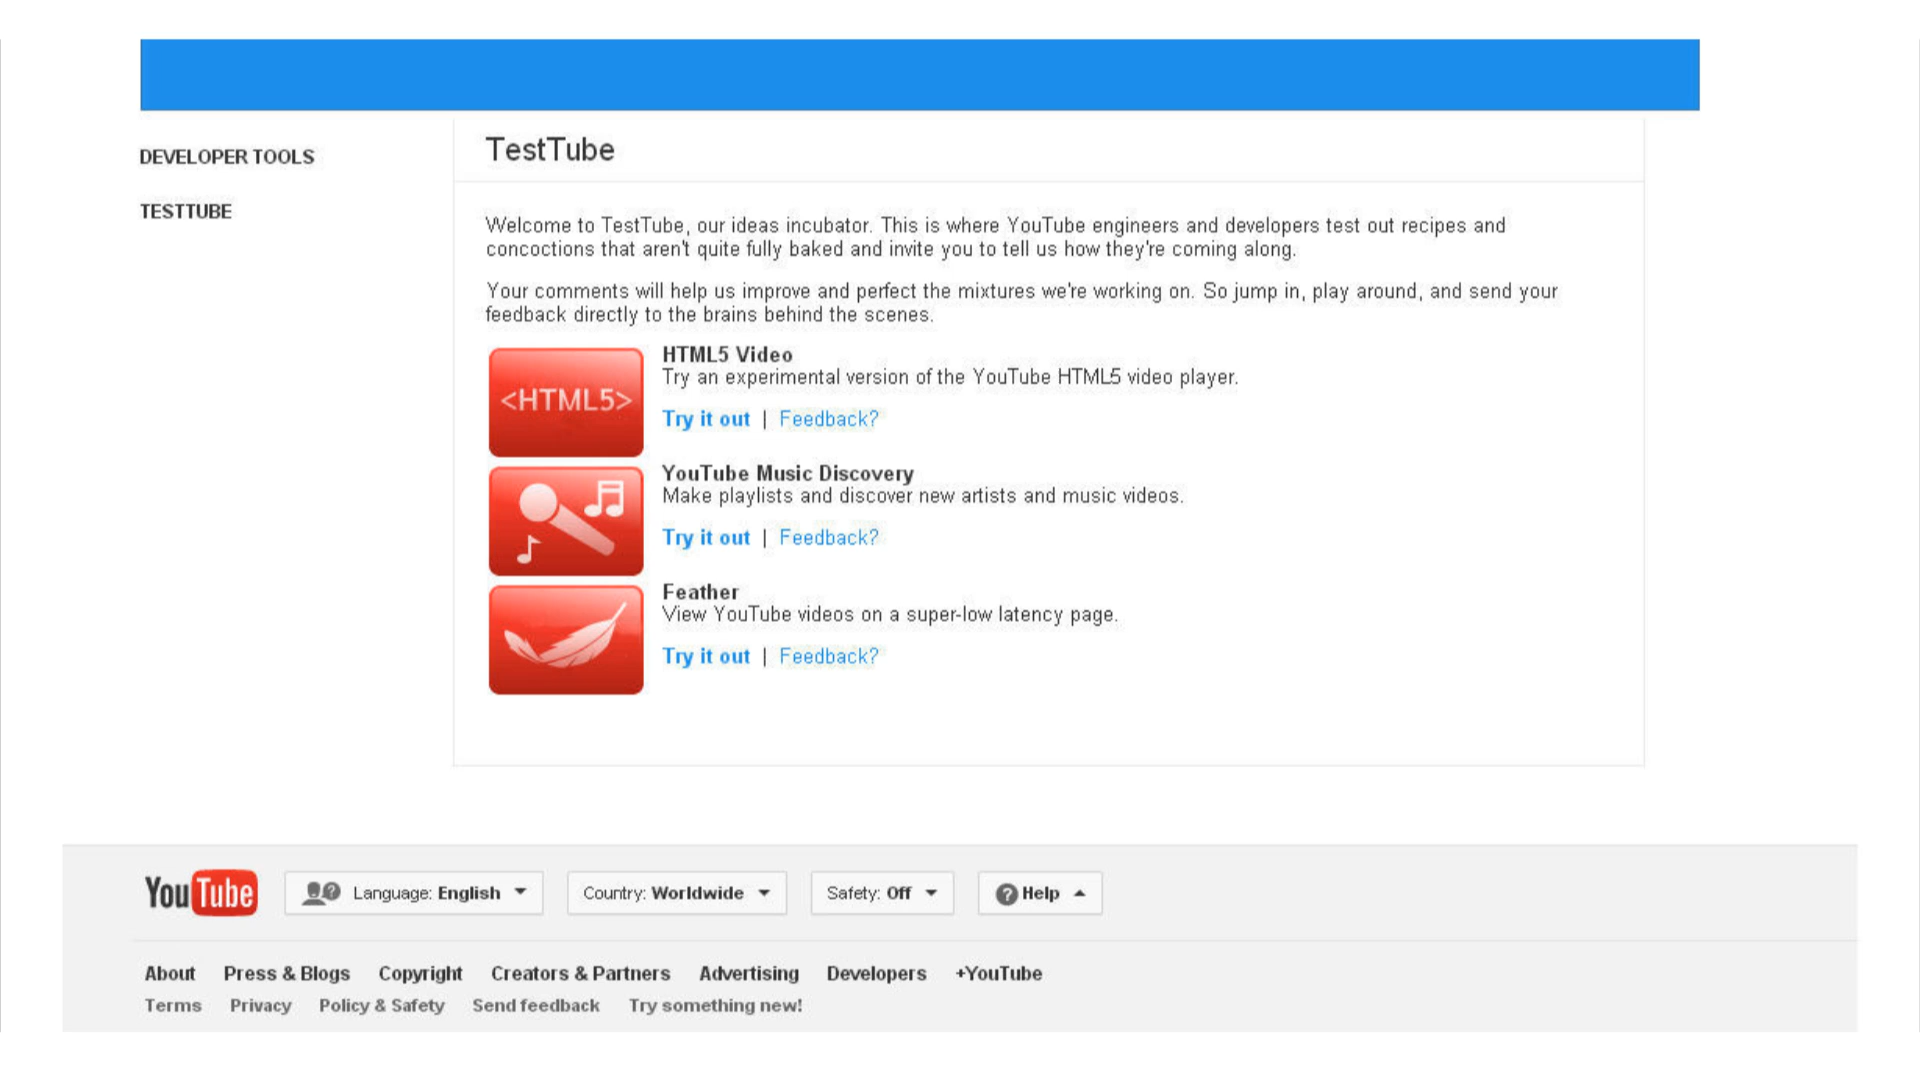 DEVELOPER TOOLS
TESTTUBE
TestTube
Welcome to TestTube, our ideas incubator. This is where YouTube engineers and developers test out recipes and
concoctions that aren't quite fully baked and invite you to tell us how they're coming along.
Your comments will help us improve and perfect the mixtures we're working on. So jump in, play around, and send your
feedback directly to the brains behind the scenes.
<HTML5>
HTML5 Video
Try an experimental version of the YouTube HTML5 video player.
Try it out | Feedback?
YouTube Music Discovery
Make playlists and discover new artists and music videos.
Try it out | Feedback?
Feather
View YouTube videos on a super-low latency page.
Try it out | Feedback?
YouTube Language: English Country: Worldwide Safety: Off ? Help
About Press & Blogs Copyright Creators & Partners Advertising Developers +YouTube
Terms Privacy Policy & Safety Send feedback Try something new!